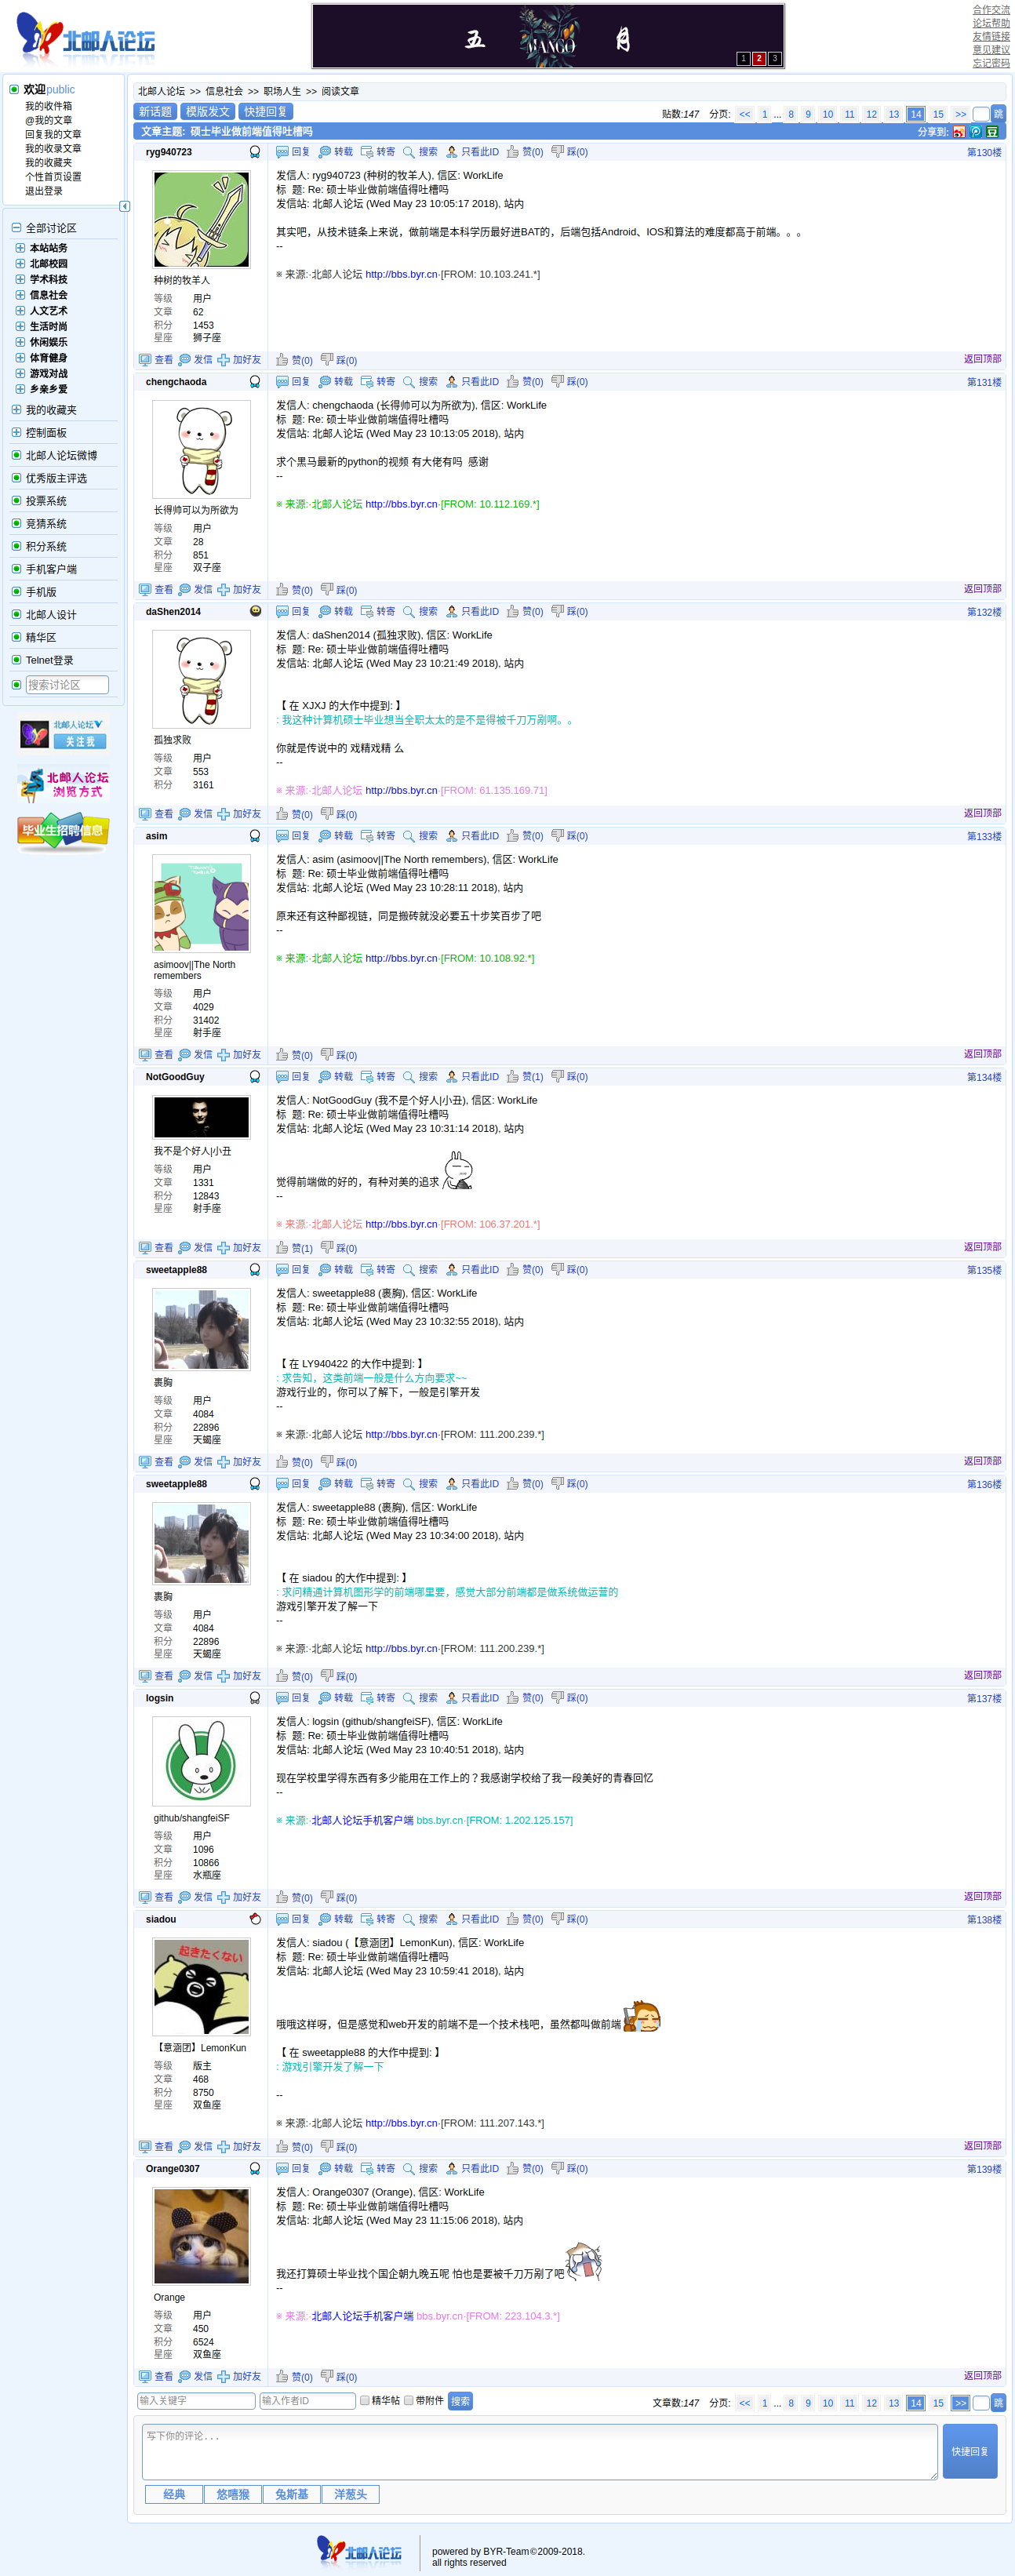 北邮人论坛
五 MANGO 月
1 2 3
合作交流
论坛帮助
友情链接
意见建议
忘记密码
欢迎public
我的收件箱
@我的文章
回复我的文章
我的收录文章
我的收藏夹
个性首页设置
退出登录
全部讨论区
本站站务
北邮校园
学术科技
信息社会
人文艺术
生活时尚
休闲娱乐
体育健身
游戏对战
乡亲乡爱
我的收藏夹
控制面板
北邮人论坛微博
优秀版主评选
投票系统
竞猜系统
积分系统
手机客户端
手机版
北邮人设计
精华区
Telnet登录
搜索讨论区
北邮人论坛
关注我
北邮人论坛
浏览方式
毕业生招聘信息
北邮人论坛 >> 信息社会 >> 职场人生 >> 阅读文章
新话题 模版发文 快捷回复
贴数:147 分页: << 1 ... 8 9 10 11 12 13 14 15 >> 跳
文章主题: 硕士毕业做前端值得吐槽吗 分享到: 豆
ryg940723 回复 转载 转寄 搜索 只看此ID 赞(0) 踩(0) 第130楼
种树的牧羊人
等级 用户
文章 62
积分 1453
星座 狮子座
发信人: ryg940723 (种树的牧羊人), 信区: WorkLife
标 题: Re: 硕士毕业做前端值得吐槽吗
发信站: 北邮人论坛 (Wed May 23 10:05:17 2018), 站内
其实吧，从技术链条上来说，做前端是本科学历最好进BAT的，后端包括Android、IOS和算法的难度都高于前端。。。
--
※ 来源:·北邮人论坛 http://bbs.byr.cn·[FROM: 10.103.241.*]
查看 发信 加好友 赞(0) 踩(0) 返回顶部
chengchaoda 回复 转载 转寄 搜索 只看此ID 赞(0) 踩(0) 第131楼
长得帅可以为所欲为
等级 用户
文章 28
积分 851
星座 双子座
发信人: chengchaoda (长得帅可以为所欲为), 信区: WorkLife
标 题: Re: 硕士毕业做前端值得吐槽吗
发信站: 北邮人论坛 (Wed May 23 10:13:05 2018), 站内
求个黑马最新的python的视频 有大佬有吗 感谢
--
※ 来源:·北邮人论坛 http://bbs.byr.cn·[FROM: 10.112.169.*]
查看 发信 加好友 赞(0) 踩(0) 返回顶部
daShen2014 回复 转载 转寄 搜索 只看此ID 赞(0) 踩(0) 第132楼
孤独求败
等级 用户
文章 553
积分 3161
发信人: daShen2014 (孤独求败), 信区: WorkLife
标 题: Re: 硕士毕业做前端值得吐槽吗
发信站: 北邮人论坛 (Wed May 23 10:21:49 2018), 站内
【 在 XJXJ 的大作中提到: 】
: 我这种计算机硕士毕业想当全职太太的是不是得被千刀万剐啊。。
你就是传说中的 戏精戏精 么
--
※ 来源:·北邮人论坛 http://bbs.byr.cn·[FROM: 61.135.169.71]
查看 发信 加好友 赞(0) 踩(0) 返回顶部
asim 回复 转载 转寄 搜索 只看此ID 赞(0) 踩(0) 第133楼
asimoov||The North
remembers
等级 用户
文章 4029
积分 31402
星座 射手座
发信人: asim (asimoov||The North remembers), 信区: WorkLife
标 题: Re: 硕士毕业做前端值得吐槽吗
发信站: 北邮人论坛 (Wed May 23 10:28:11 2018), 站内
原来还有这种鄙视链，同是搬砖就没必要五十步笑百步了吧
--
※ 来源:·北邮人论坛 http://bbs.byr.cn·[FROM: 10.108.92.*]
查看 发信 加好友 赞(0) 踩(0) 返回顶部
NotGoodGuy 回复 转载 转寄 搜索 只看此ID 赞(1) 踩(0) 第134楼
我不是个好人|小丑
等级 用户
文章 1331
积分 12843
星座 射手座
发信人: NotGoodGuy (我不是个好人|小丑), 信区: WorkLife
标 题: Re: 硕士毕业做前端值得吐槽吗
发信站: 北邮人论坛 (Wed May 23 10:31:14 2018), 站内
觉得前端做的好的，有种对美的追求
--
※ 来源:·北邮人论坛 http://bbs.byr.cn·[FROM: 106.37.201.*]
查看 发信 加好友 赞(1) 踩(0) 返回顶部
sweetapple88 回复 转载 转寄 搜索 只看此ID 赞(0) 踩(0) 第135楼
裹胸
等级 用户
文章 4084
积分 22896
星座 天蝎座
发信人: sweetapple88 (裹胸), 信区: WorkLife
标 题: Re: 硕士毕业做前端值得吐槽吗
发信站: 北邮人论坛 (Wed May 23 10:32:55 2018), 站内
【 在 LY940422 的大作中提到: 】
: 求告知，这类前端一般是什么方向要求~~
游戏行业的，你可以了解下，一般是引擎开发
--
※ 来源:·北邮人论坛 http://bbs.byr.cn·[FROM: 111.200.239.*]
查看 发信 加好友 赞(0) 踩(0) 返回顶部
sweetapple88 回复 转载 转寄 搜索 只看此ID 赞(0) 踩(0) 第136楼
裹胸
等级 用户
文章 4084
积分 22896
星座 天蝎座
发信人: sweetapple88 (裹胸), 信区: WorkLife
标 题: Re: 硕士毕业做前端值得吐槽吗
发信站: 北邮人论坛 (Wed May 23 10:34:00 2018), 站内
【 在 siadou 的大作中提到: 】
: 求问精通计算机图形学的前端哪里要，感觉大部分前端都是做系统做运营的
游戏引擎开发了解一下
--
※ 来源:·北邮人论坛 http://bbs.byr.cn·[FROM: 111.200.239.*]
查看 发信 加好友 赞(0) 踩(0) 返回顶部
logsin 回复 转载 转寄 搜索 只看此ID 赞(0) 踩(0) 第137楼
github/shangfeiSF
等级 用户
文章 1096
积分 10866
星座 水瓶座
发信人: logsin (github/shangfeiSF), 信区: WorkLife
标 题: Re: 硕士毕业做前端值得吐槽吗
发信站: 北邮人论坛 (Wed May 23 10:40:51 2018), 站内
现在学校里学得东西有多少能用在工作上的？我感谢学校给了我一段美好的青春回忆
--
※ 来源:·北邮人论坛手机客户端 bbs.byr.cn·[FROM: 1.202.125.157]
查看 发信 加好友 赞(0) 踩(0) 返回顶部
siadou 回复 转载 转寄 搜索 只看此ID 赞(0) 踩(0) 第138楼
起きたくない
【意涵团】LemonKun
等级 版主
文章 468
积分 8750
星座 双鱼座
发信人: siadou (【意涵团】LemonKun), 信区: WorkLife
标 题: Re: 硕士毕业做前端值得吐槽吗
发信站: 北邮人论坛 (Wed May 23 10:59:41 2018), 站内
哦哦这样呀，但是感觉和web开发的前端不是一个技术栈吧，虽然都叫做前端
【 在 sweetapple88 的大作中提到: 】
: 游戏引擎开发了解一下
--
※ 来源:·北邮人论坛 http://bbs.byr.cn·[FROM: 111.207.143.*]
查看 发信 加好友 赞(0) 踩(0) 返回顶部
Orange0307 回复 转载 转寄 搜索 只看此ID 赞(0) 踩(0) 第139楼
Orange
等级 用户
文章 450
积分 6524
星座 双鱼座
发信人: Orange0307 (Orange), 信区: WorkLife
标 题: Re: 硕士毕业做前端值得吐槽吗
发信站: 北邮人论坛 (Wed May 23 11:15:06 2018), 站内
我还打算硕士毕业找个国企朝九晚五呢 怕也是要被千刀万剐了吧
--
※ 来源:·北邮人论坛手机客户端 bbs.byr.cn·[FROM: 223.104.3.*]
查看 发信 加好友 赞(0) 踩(0) 返回顶部
输入关键字 输入作者ID 精华帖 带附件 搜索
文章数:147 分页: << 1 ... 8 9 10 11 12 13 14 15 >> 跳
写下你的评论...
快捷回复
经典 悠嘻猴 兔斯基 洋葱头
北邮人论坛
powered by BYR-Team©2009-2018.
all rights reserved